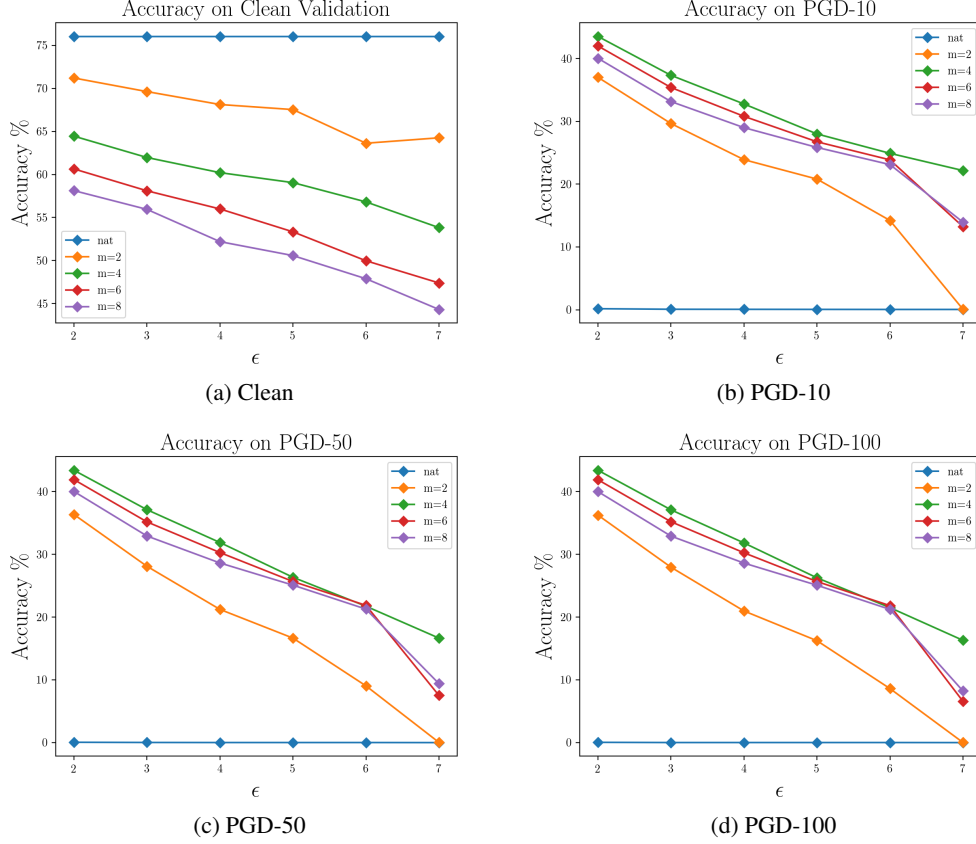 Accuracy on Clean Validation
Accuracy %
75
70
65
60
55
50
45
nat
m=2
m=4
m=6
m=8
2 3 4 5 6 7
ϵ
(a) Clean
Accuracy on PGD-10
Accuracy %
40
30
20
10
0
nat
m=2
m=4
m=6
m=8
2 3 4 5 6 7
ϵ
(b) PGD-10
Accuracy on PGD-50
Accuracy %
40
30
20
10
0
nat
m=2
m=4
m=6
m=8
2 3 4 5 6 7
ϵ
(c) PGD-50
Accuracy on PGD-100
Accuracy %
40
30
20
10
0
nat
m=2
m=4
m=6
m=8
2 3 4 5 6 7
ϵ
(d) PGD-100